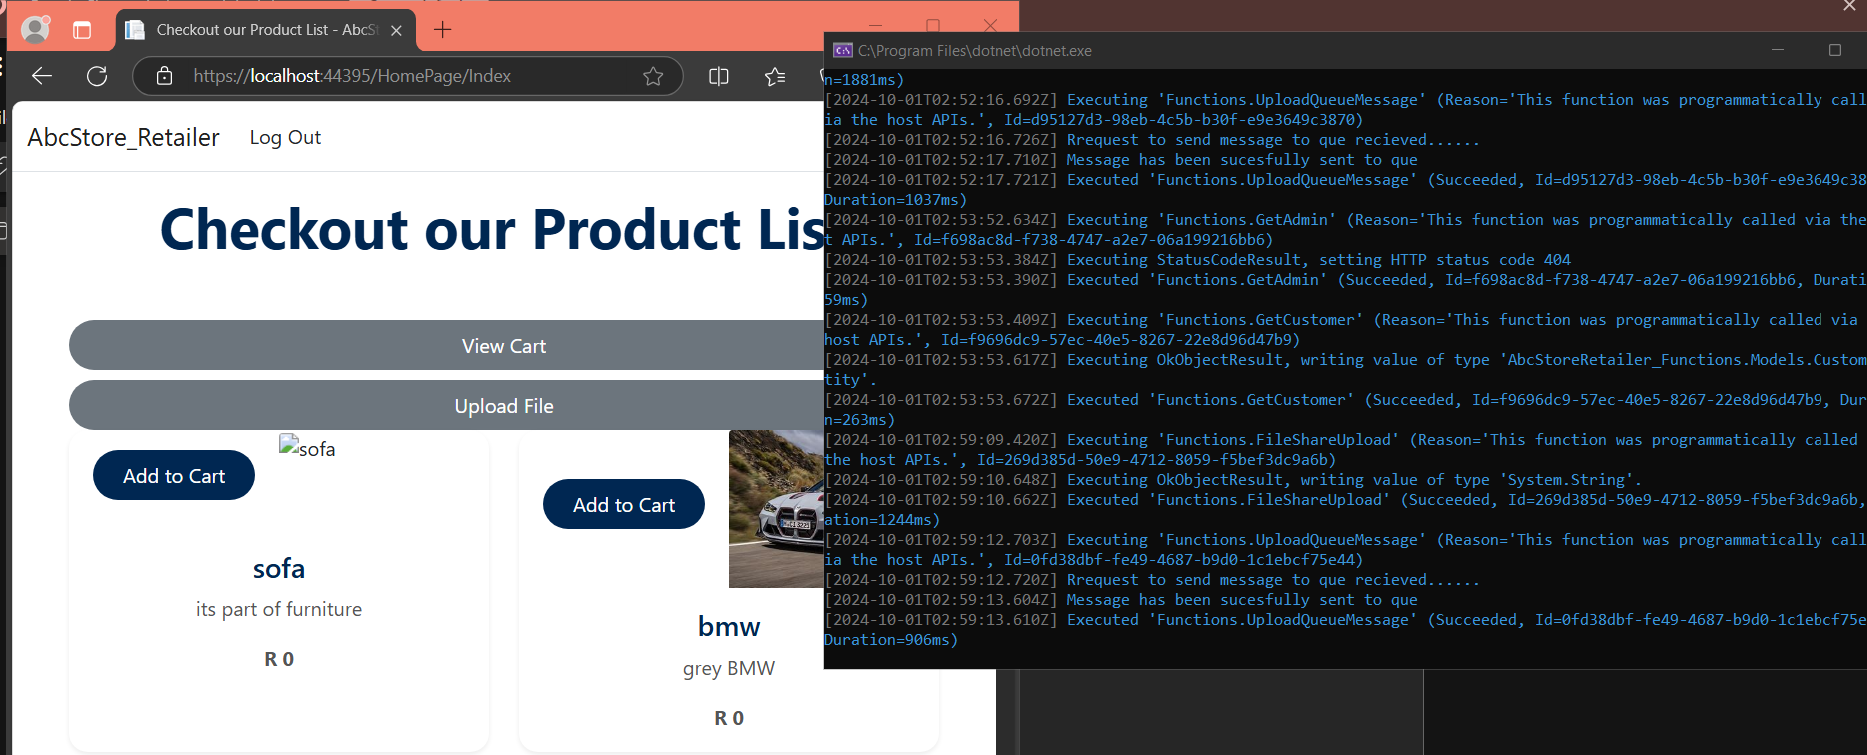 Checkout our Product List - AbcSt
https://localhost:44395/HomePage/Index
AbcStore_Retailer
Log Out
Checkout our Product Lis
View Cart
Upload File
Add to Cart
sofa
sofa
its part of furniture
R 0
Add to Cart
bmw
grey BMW
R 0
C:\Program Files\dotnet\dotnet.exe
n=1881ms)
[2024-10-01T02:52:16.692Z] Executing 'Functions.UploadQueueMessage' (Reason='This function was programmatically call
ia the host APIs.', Id=d95127d3-98eb-4c5b-b30f-e9e3649c3870)
[2024-10-01T02:52:16.726Z] Rrequest to send message to que recieved......
[2024-10-01T02:52:17.710Z] Message has been sucesfully sent to que
[2024-10-01T02:52:17.721Z] Executed 'Functions.UploadQueueMessage' (Succeeded, Id=d95127d3-98eb-4c5b-b30f-e9e3649c38
Duration=1037ms)
[2024-10-01T02:53:52.634Z] Executing 'Functions.GetAdmin' (Reason='This function was programmatically called via the
t APIs.', Id=f698ac8d-f738-4747-a2e7-06a199216bb6)
[2024-10-01T02:53:53.384Z] Executing StatusCodeResult, setting HTTP status code 404
[2024-10-01T02:53:53.390Z] Executed 'Functions.GetAdmin' (Succeeded, Id=f698ac8d-f738-4747-a2e7-06a199216bb6, Durati
59ms)
[2024-10-01T02:53:53.409Z] Executing 'Functions.GetCustomer' (Reason='This function was programmatically called via
host APIs.', Id=f9696dc9-57ec-40e5-8267-22e8d96d47b9)
[2024-10-01T02:53:53.617Z] Executing OkObjectResult, writing value of type 'AbcStoreRetailer_Functions.Models.Custom
tity'.
[2024-10-01T02:53:53.672Z] Executed 'Functions.GetCustomer' (Succeeded, Id=f9696dc9-57ec-40e5-8267-22e8d96d47b9, Dur
n=263ms)
[2024-10-01T02:59:09.420Z] Executing 'Functions.FileShareUpload' (Reason='This function was programmatically called
the host APIs.', Id=269d385d-50e9-4712-8059-f5bef3dc9a6b)
[2024-10-01T02:59:10.648Z] Executing OkObjectResult, writing value of type 'System.String'.
[2024-10-01T02:59:10.662Z] Executed 'Functions.FileShareUpload' (Succeeded, Id=269d385d-50e9-4712-8059-f5bef3dc9a6b,
ation=1244ms)
[2024-10-01T02:59:12.703Z] Executing 'Functions.UploadQueueMessage' (Reason='This function was programmatically call
ia the host APIs.', Id=0fd38dbf-fe49-4687-b9d0-1c1ebcf75e44)
[2024-10-01T02:59:12.720Z] Rrequest to send message to que recieved......
[2024-10-01T02:59:13.604Z] Message has been sucesfully sent to que
[2024-10-01T02:59:13.610Z] Executed 'Functions.UploadQueueMessage' (Succeeded, Id=0fd38dbf-fe49-4687-b9d0-1c1ebcf75e
Duration=906ms)